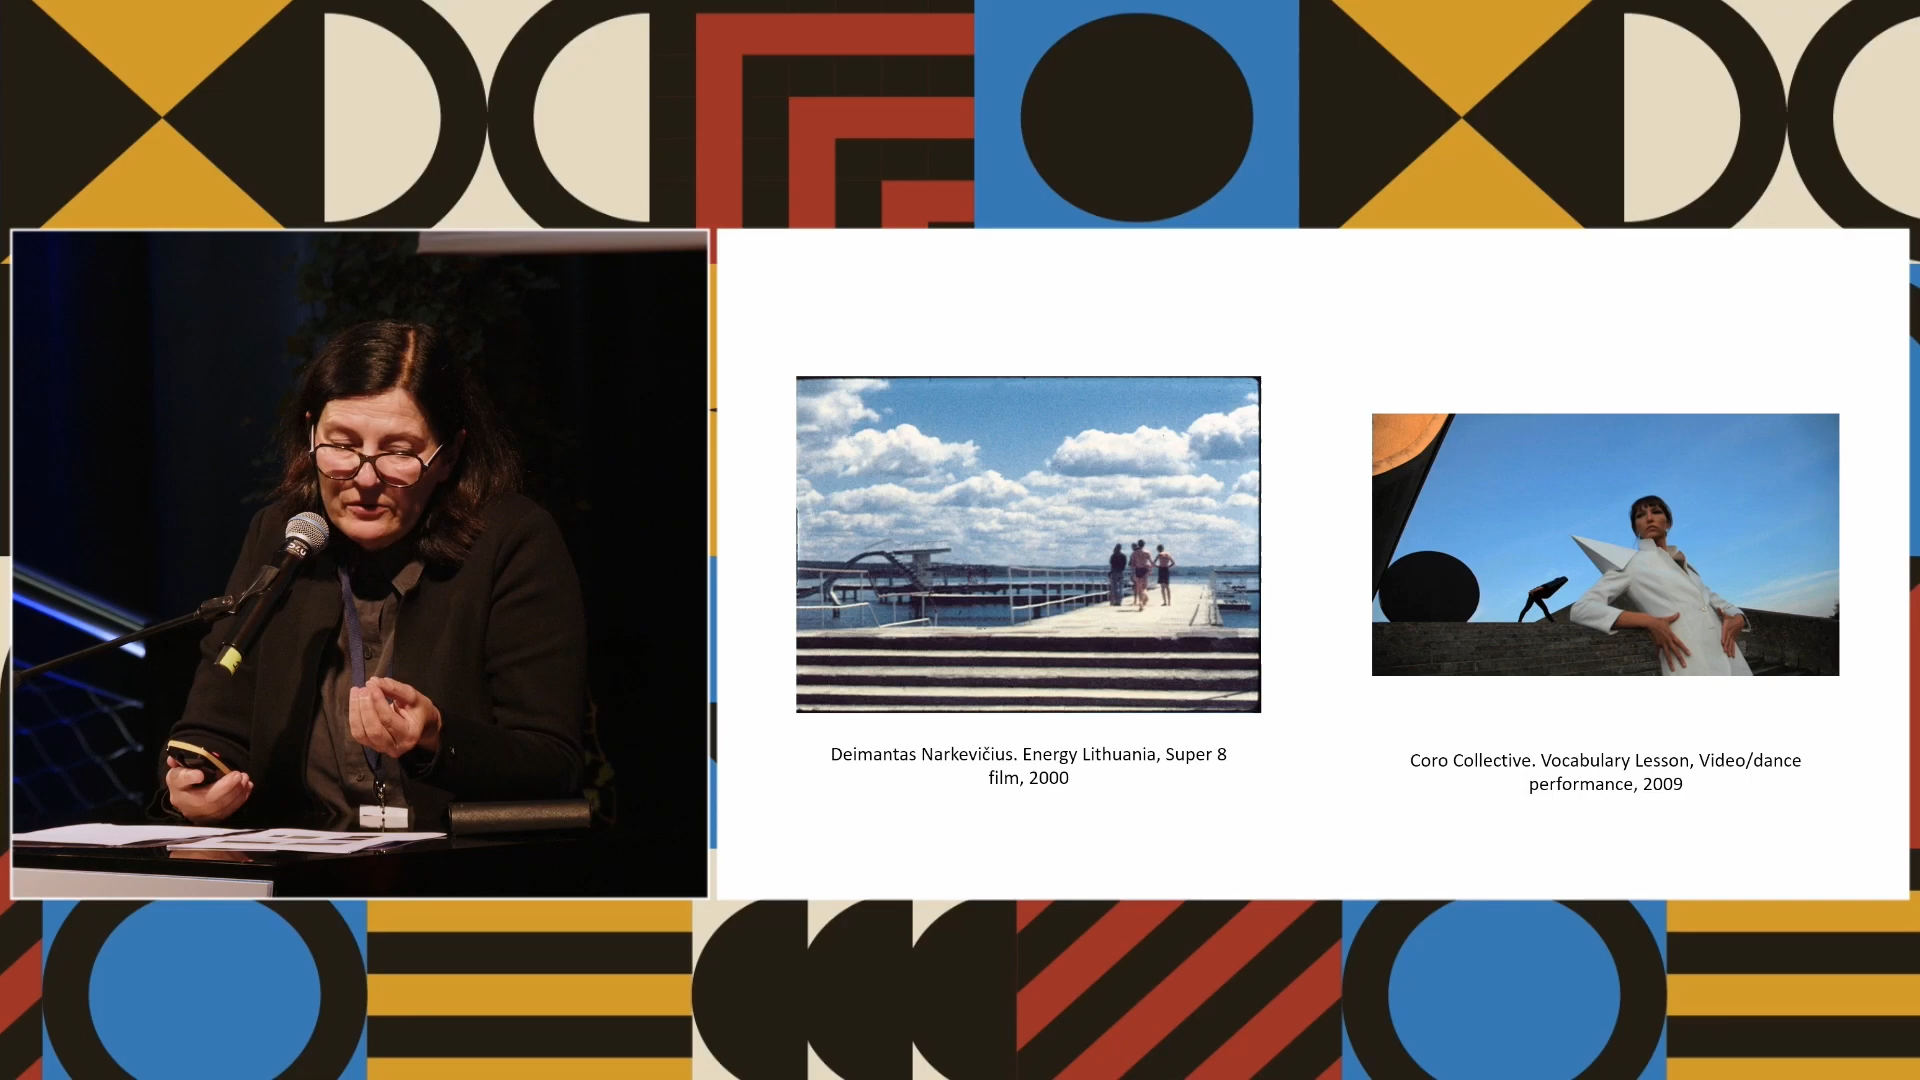 Deimantas Narkevičius. Energy Lithuania, Super 8
film, 2000
Coro Collective. Vocabulary Lesson, Video/dance
performance, 2009